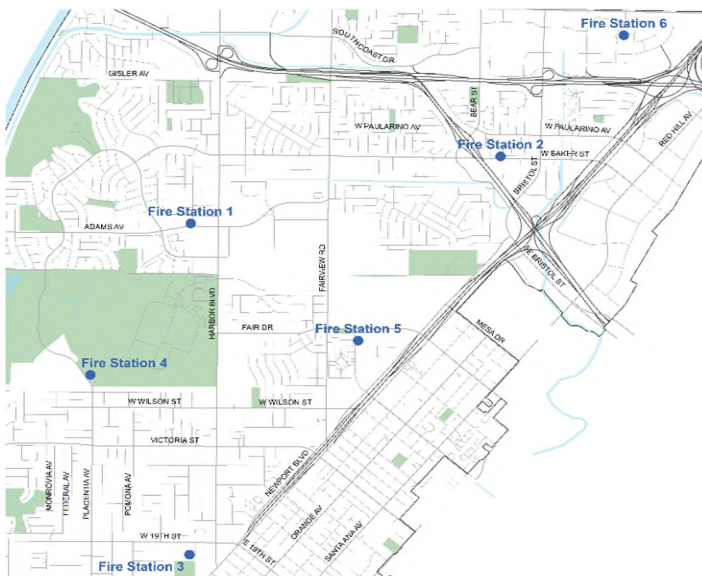 Fire Station 6
SOUTHCOAST DR
GISLER AV
BEAR ST
W PAULARINO AV
W PAULARINO AV
RED HILL AV
Fire Station 2
W BAKER ST
BRISTOL ST
Fire Station 1
ADAMS AV
SE BRISTOL ST
FAIRVIEW RD
HARBOR BLVD
FAIR DR
Fire Station 5
MESA DR
Fire Station 4
W WILSON ST
W WILSON ST
VICTORIA ST
MONROVIA AV
FEDERAL AV
PLACENTIA AV
POMONA AV
NEWPORT BLVD
ORANGE AV
SANTA ANA AV
W 19TH ST
E 19TH ST
Fire Station 3